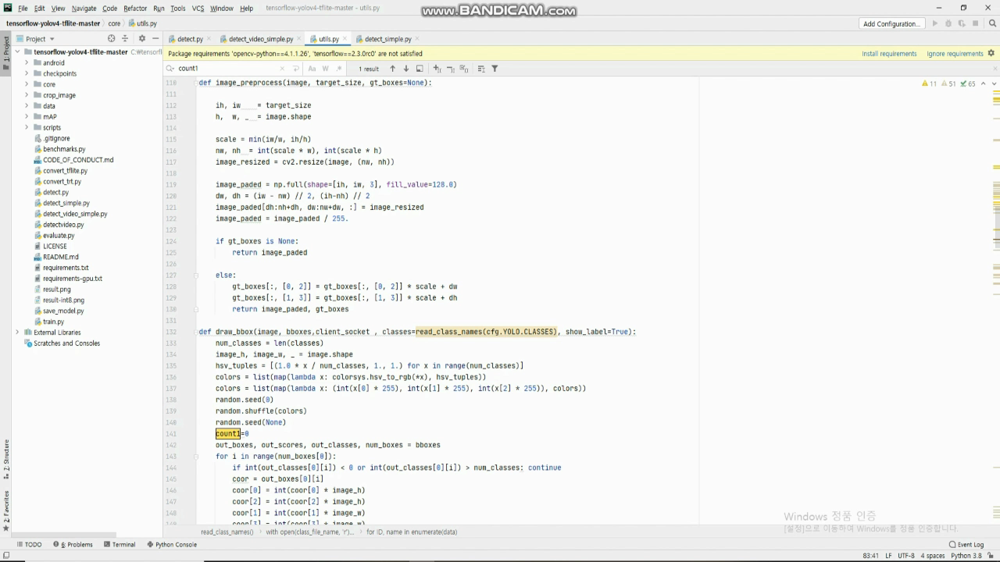 File Edit View Navigate Code Refactor Run Tools VCS Window Help tensorflow-yolov4-tflite-master - utils.py
www.BANDICAM.com
tensorflow-yolov4-tflite-master core utils.py Add Configuration...
Project
detect.py detect_video_simple.py utils.py detect_simple.py
Package requirements 'opencv-python==4.1.1.26', 'tensorflow==2.3.0rc0' are not satisfied Install requirements Ignore requirements
count1 Aa W .* 1 result
11 51 65
1: Project
tensorflow-yolov4-tflite-master
android
checkpoints
core
crop_image
data
mAP
scripts
.gitignore
benchmarks.py
CODE_OF_CONDUCT.md
convert_tflite.py
convert_trt.py
detect.py
detect_simple.py
detect_video_simple.py
detectvideo.py
evaluate.py
LICENSE
README.md
requirements.txt
requirements-gpu.txt
result.png
result-int8.png
save_model.py
train.py
External Libraries
Scratches and Consoles
110 def image_preprocess(image, target_size, gt_boxes=None):
111
112 ih, iw____= target_size
113 h, w, _ _= image.shape
114
115 scale = min(iw/w, ih/h)
116 nw, nh _= int(scale * w), int(scale * h)
117 image_resized = cv2.resize(image, (nw, nh))
118
119 image_paded = np.full(shape=[ih, iw, 3], fill_value=128.0)
120 dw, dh = (iw - nw) // 2, (ih-nh) // 2
121 image_paded[dh:nh+dh, dw:nw+dw, :] = image_resized
122 image_paded = image_paded / 255.
123
124 if gt_boxes is None:
125 return image_paded
126
127 else:
128 gt_boxes[:, [0, 2]] = gt_boxes[:, [0, 2]] * scale + dw
129 gt_boxes[:, [1, 3]] = gt_boxes[:, [1, 3]] * scale + dh
130 return image_paded, gt_boxes
131
132 def draw_bbox(image, bboxes,client_socket , classes=read_class_names(cfg.YOLO.CLASSES), show_label=True):
133 num_classes = len(classes)
134 image_h, image_w, _ = image.shape
135 hsv_tuples = [(1.0 * x / num_classes, 1., 1.) for x in range(num_classes)]
136 colors = list(map(lambda x: colorsys.hsv_to_rgb(*x), hsv_tuples))
137 colors = list(map(lambda x: (int(x[0] * 255), int(x[1] * 255), int(x[2] * 255)), colors))
138 random.seed(0)
139 random.shuffle(colors)
140 random.seed(None)
141 count1=0
142 out_boxes, out_scores, out_classes, num_boxes = bboxes
143 for i in range(num_boxes[0]):
144 if int(out_classes[0][i]) < 0 or int(out_classes[0][i]) > num_classes: continue
145 coor = out_boxes[0][i]
146 coor[0] = int(coor[0] * image_h)
147 coor[2] = int(coor[2] * image_h)
148 coor[1] = int(coor[1] * image_w)
read_class_names() with open(class_file_name, 'r')... for ID, name in enumerate(data)
Z: Structure
2: Favorites
Windows 정품 인증
[설정]으로 이동하여 Windows를 정품 인증합니다.
TODO 6: Problems Terminal Python Console Event Log
83:41 LF UTF-8 4 spaces Python 3.8